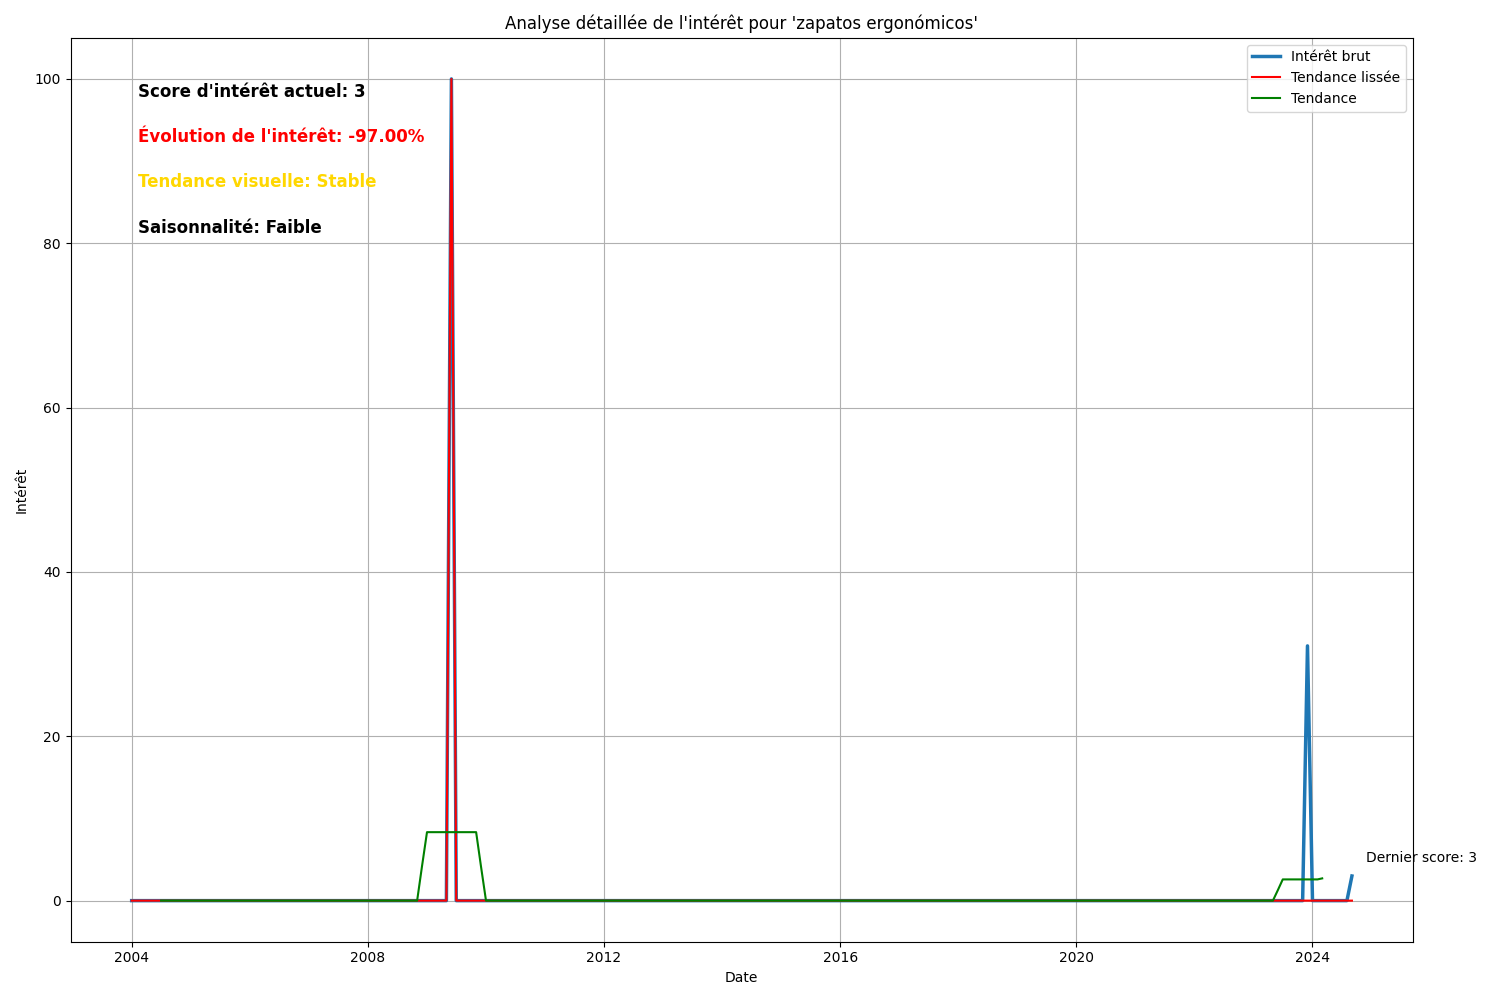 Analyse détaillée de l'intérêt pour 'zapatos ergonómicos'
Intérêt brut
Tendance lissée
Tendance
Score d'intérêt actuel: 3
Évolution de l'intérêt: -97.00%
Tendance visuelle: Stable
Saisonnalité: Faible
100
80
60
40
20
0
Intérêt
Dernier score: 3
2004
2008
2012
2016
2020
2024
Date